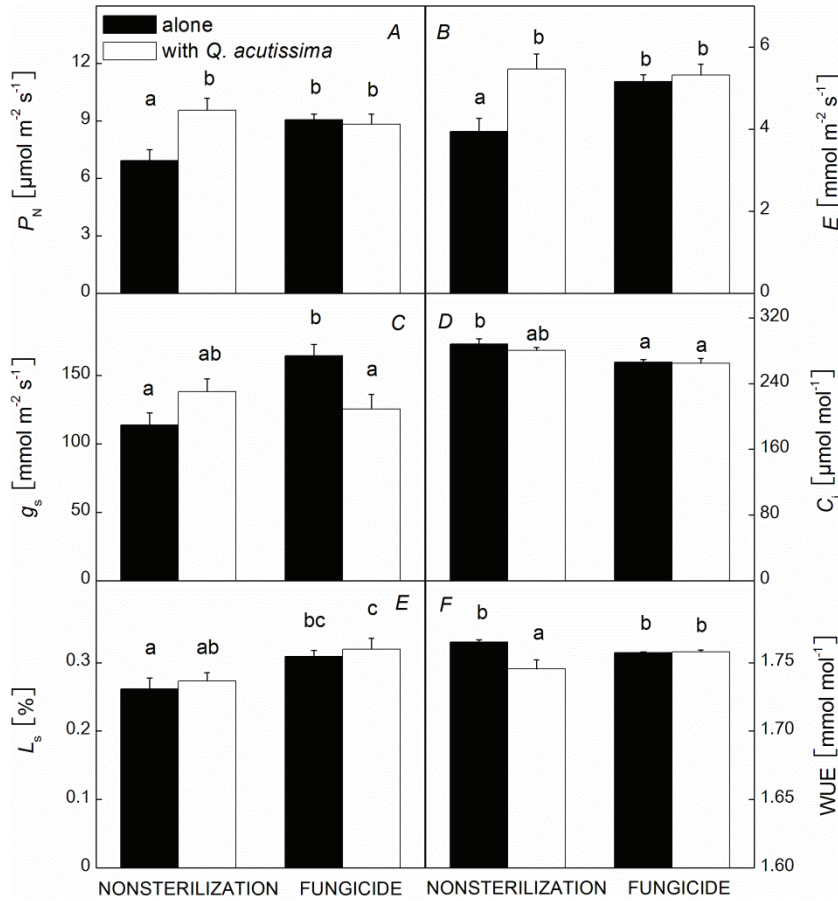 alone
with Q. acutissima
A
B
12
9
6
3
0
P_N [µmol m⁻² s⁻¹]
a
b
b
b
a
b
b
b
6
4
2
0
E [mmol m⁻² s⁻¹]
C
D
150
100
50
0
g_s [mmol m⁻² s⁻¹]
a
ab
b
a
b
ab
a
a
320
240
160
80
0
C_i [µmol mol⁻¹]
E
F
0.3
0.2
0.1
0
L_s [%]
a
ab
bc
c
b
a
b
b
1.75
1.70
1.65
1.60
WUE [mmol mol⁻¹]
NONSTERILIZATION FUNGICIDE NONSTERILIZATION FUNGICIDE